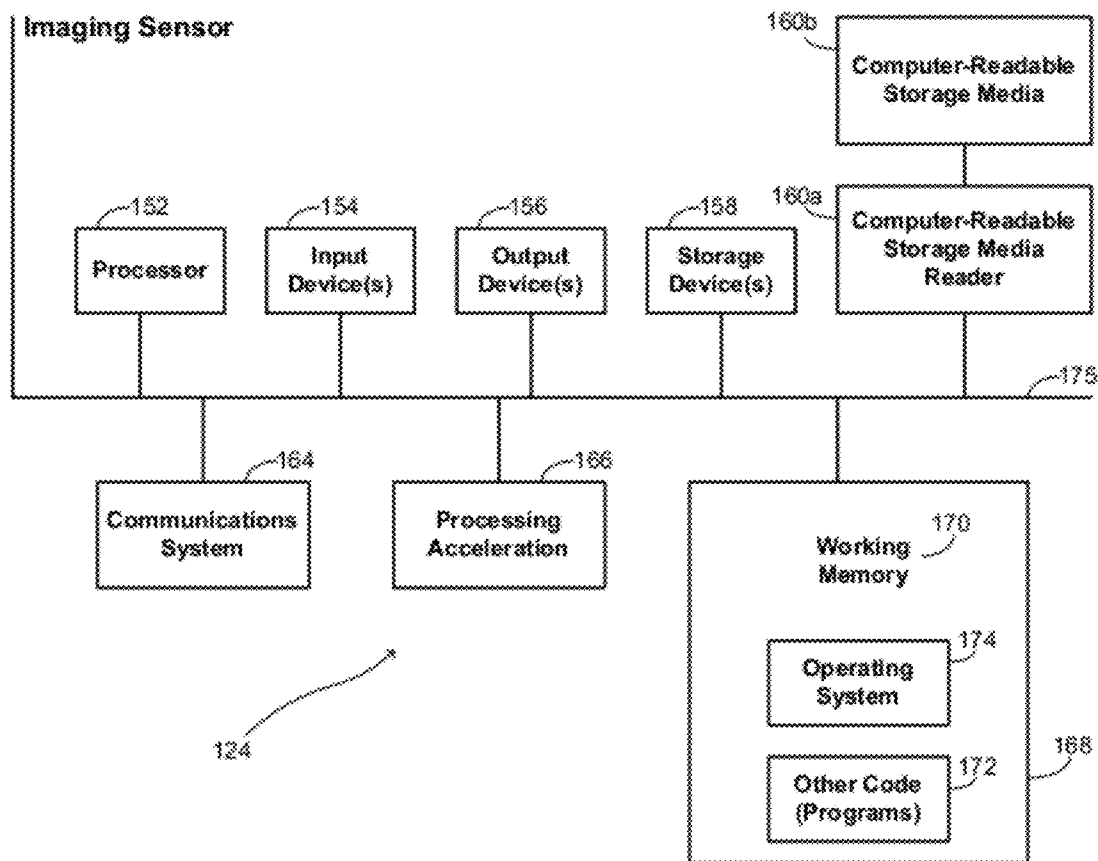 Imaging Sensor
160b
Computer-Readable
Storage Media
152
154
156
158
160a
Processor
Input
Device(s)
Output
Device(s)
Storage
Device(s)
Computer-Readable
Storage Media
Reader
175
164
166
Communications
System
Processing
Acceleration
170
Working
Memory
174
Operating
System
124
172
168
Other Code
(Programs)